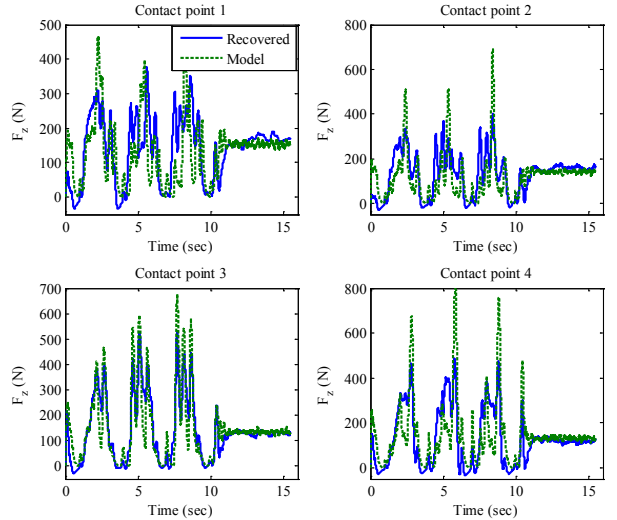 Contact point 1
Contact point 2
500
400
300
200
100
0
F_z (N)
Recovered
Model
0 5 10 15
Time (sec)
800
600
400
200
0
F_z (N)
0 5 10 15
Time (sec)
Contact point 3
Contact point 4
700
600
500
400
300
200
100
0
F_z (N)
0 5 10 15
Time (sec)
800
600
400
200
0
F_z (N)
0 5 10 15
Time (sec)